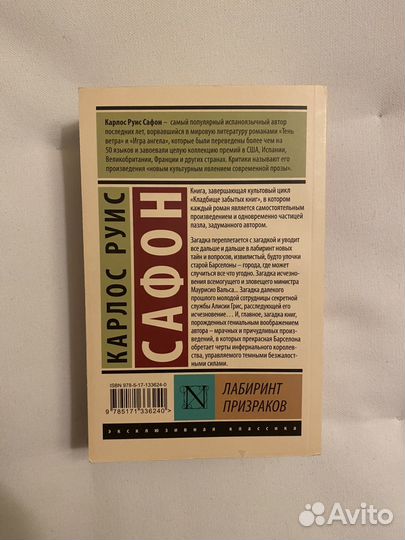 Карлос Руис Сафон – самый популярный испаноязычный автор
последних лет, ворвавшийся в мировую литературу романами «Тень
ветра» и «Игра ангела», которые были переведены более чем на
50 языков и завоевали целую коллекцию премий в США, Испании,
Великобритании, Франции и других странах. Критики называют его
произведения «новым культурным явлением современной прозы».
КАРЛОС РУИС
САФОН
Книга, завершающая культовый цикл
«Кладбище забытых книг», в котором
каждый роман является самостоятельным
произведением и одновременно частицей
пазла, задуманного автором.
Загадка переплетается с загадкой и уводит
все дальше и дальше в лабиринт новых
тайн и вопросов, извилистый, будто улочки
старой Барселоны – города, где может
случиться все что угодно. Загадка исчезно-
вения всемогущего и зловещего министра
Маурисио Вальса... Загадка далекого
прошлого молодой сотрудницы секретной
службы Алисии Грис, расследующей его
исчезновение... И, главное, загадка книг,
порожденных гениальным воображением
автора – мрачных и причудливых произ-
ведений, в которых прекрасная Барселона
обретает черты инфернального королев-
ства, управляемого темными безжалост-
ными силами.
ISBN 978-5-17-133624-0
9 785171 336240 >
N
ЛАБИРИНТ
ПРИЗРАКОВ
эксклюзивная классика
Avito